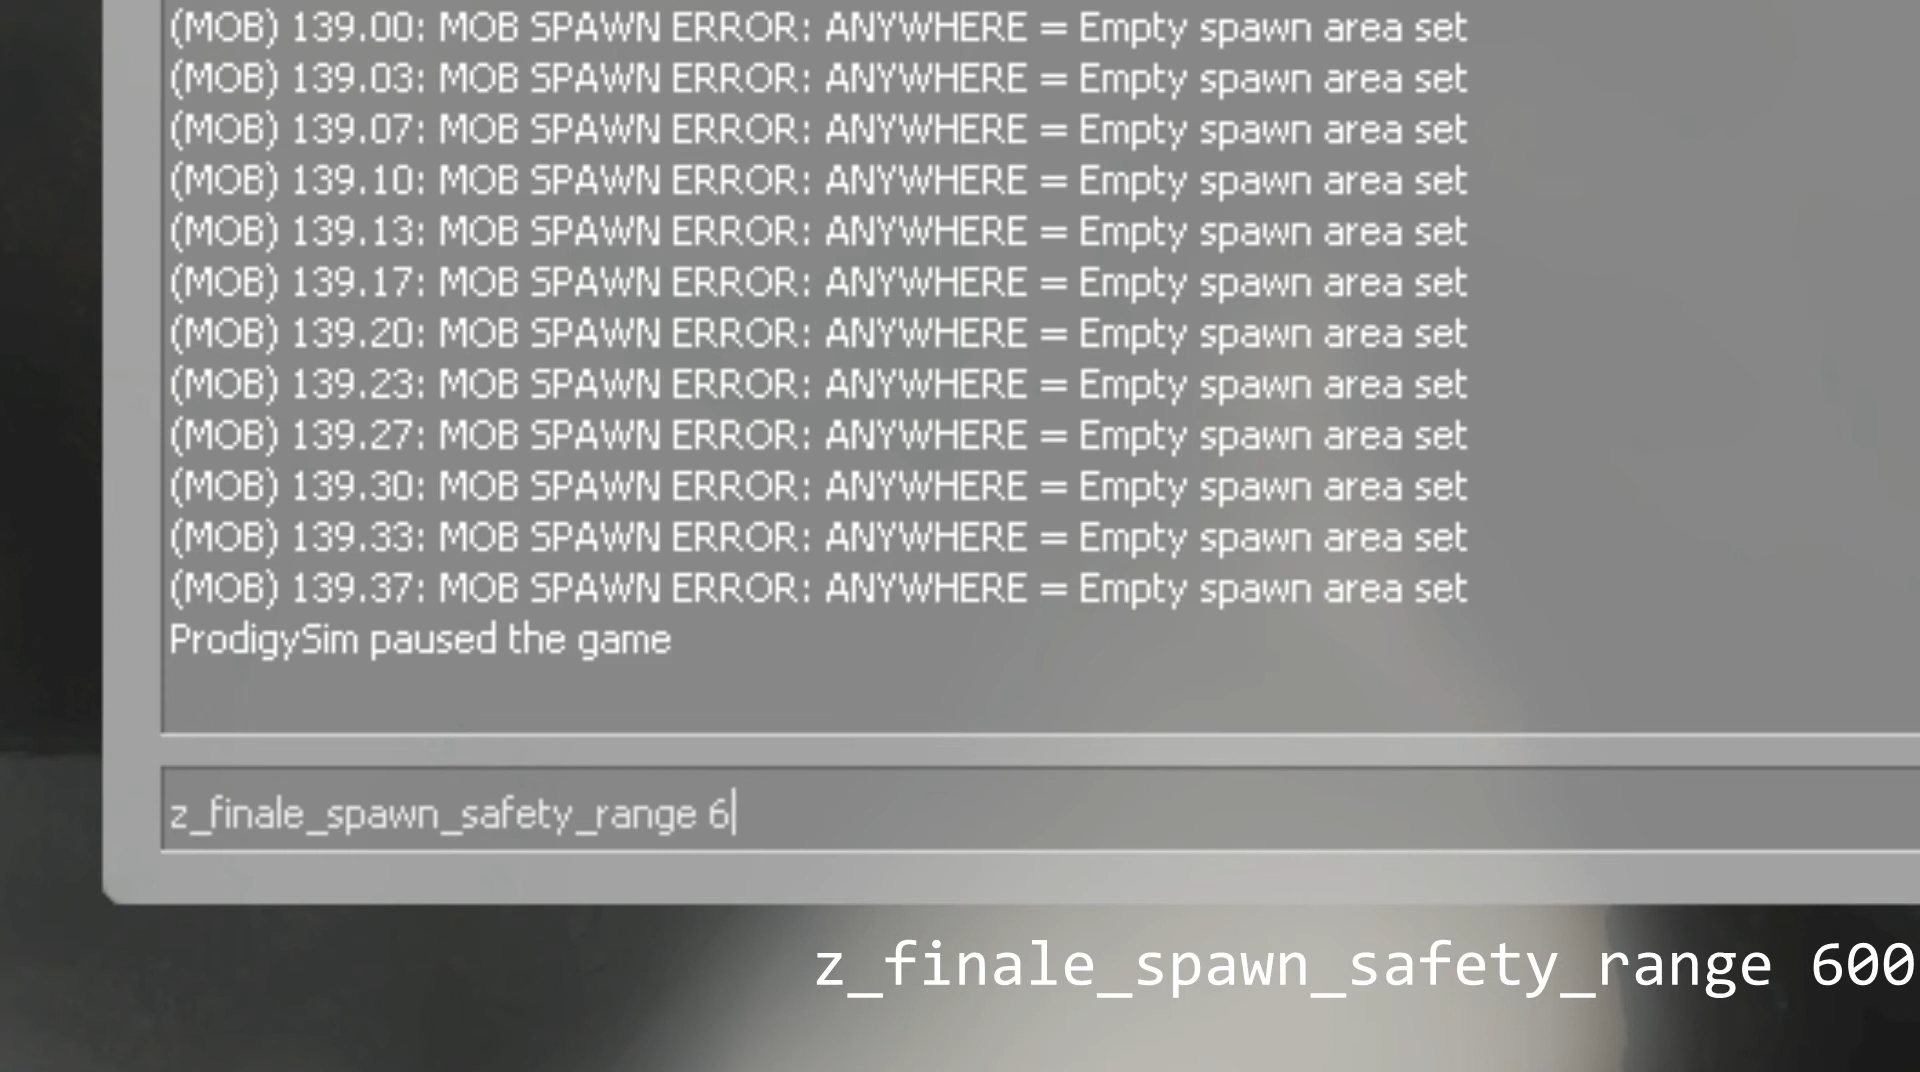 (MOB) 139.00: MOB SPAWN ERROR: ANYWHERE = Empty spawn area set
(MOB) 139.03: MOB SPAWN ERROR: ANYWHERE = Empty spawn area set
(MOB) 139.07: MOB SPAWN ERROR: ANYWHERE = Empty spawn area set
(MOB) 139.10: MOB SPAWN ERROR: ANYWHERE = Empty spawn area set
(MOB) 139.13: MOB SPAWN ERROR: ANYWHERE = Empty spawn area set
(MOB) 139.17: MOB SPAWN ERROR: ANYWHERE = Empty spawn area set
(MOB) 139.20: MOB SPAWN ERROR: ANYWHERE = Empty spawn area set
(MOB) 139.23: MOB SPAWN ERROR: ANYWHERE = Empty spawn area set
(MOB) 139.27: MOB SPAWN ERROR: ANYWHERE = Empty spawn area set
(MOB) 139.30: MOB SPAWN ERROR: ANYWHERE = Empty spawn area set
(MOB) 139.33: MOB SPAWN ERROR: ANYWHERE = Empty spawn area set
(MOB) 139.37: MOB SPAWN ERROR: ANYWHERE = Empty spawn area set
ProdigySim paused the game
z_finale_spawn_safety_range 6
z_finale_spawn_safety_range 600